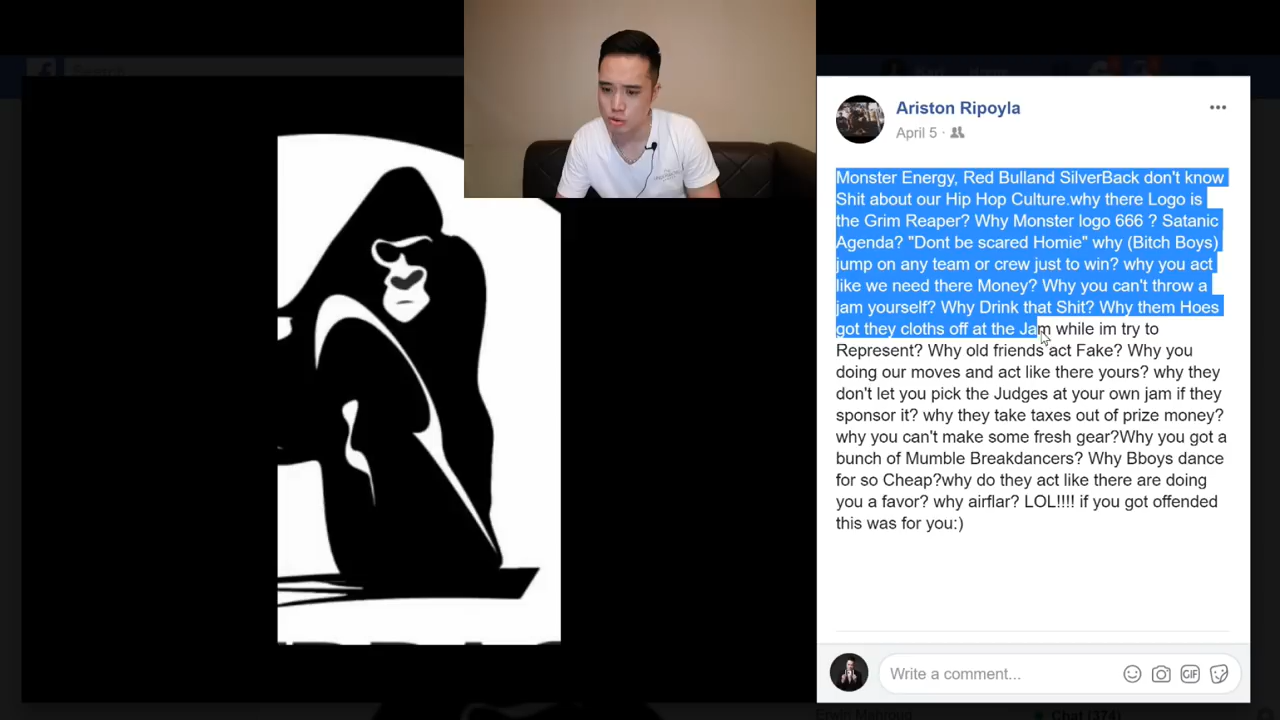 Search
Ariston Ripoyla
April 5 ·
Monster Energy, Red Bulland SilverBack don't know
Shit about our Hip Hop Culture.why there Logo is
the Grim Reaper? Why Monster logo 666 ? Satanic
Agenda? "Dont be scared Homie" why (Bitch Boys)
jump on any team or crew just to win? why you act
like we need there Money? Why you can't throw a
jam yourself? Why Drink that Shit? Why them Hoes
got they cloths off at the Jam while im try to
Represent? Why old friends act Fake? Why you
doing our moves and act like there yours? why they
don't let you pick the Judges at your own jam if they
sponsor it? why they take taxes out of prize money?
why you can't make some fresh gear?Why you got a
bunch of Mumble Breakdancers? Why Bboys dance
for so Cheap?why do they act like there are doing
you a favor? why airflar? LOL!!!! if you got offended
this was for you:)
Write a comment...
GIF
Chat (374)